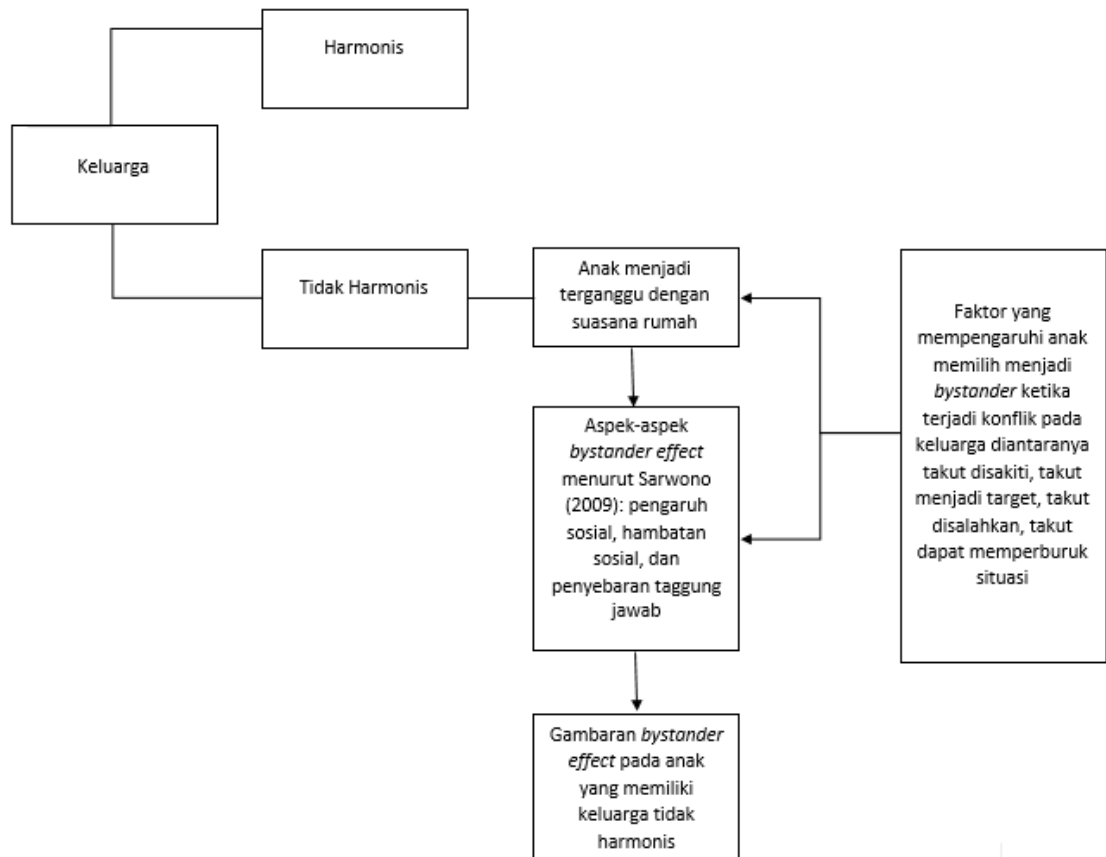 Harmonis
Keluarga
Tidak Harmonis
Anak menjadi
terganggu dengan
suasana rumah
Aspek-aspek
bystander effect
menurut Sarwono
(2009): pengaruh
sosial, hambatan
sosial, dan
penyebaran taggung
jawab
Gambaran bystander
effect pada anak
yang memiliki
keluarga tidak
harmonis
Faktor yang
mempengaruhi anak
memilih menjadi
bystander ketika
terjadi konflik pada
keluarga diantaranya
takut disakiti, takut
menjadi target, takut
disalahkan, takut
dapat memperburuk
situasi